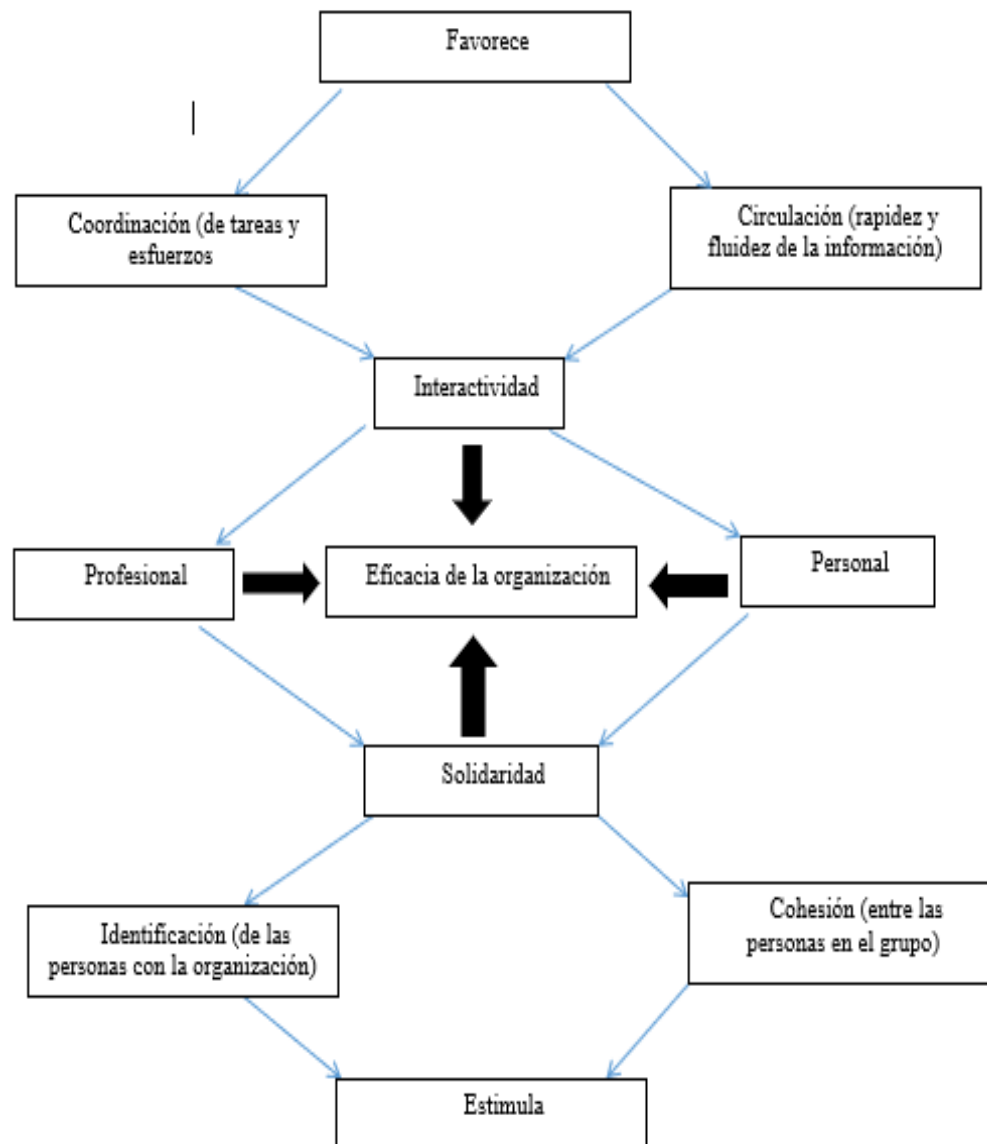 Favorece
Coordinación (de tareas y
esfuerzos
Circulación (rapidez y
fluidez de la información)
Interactividad
Profesional
Eficacia de la organización
Personal
Solidaridad
Identificación (de las
personas con la organización)
Cohesión (entre las
personas en el grupo)
Estimula